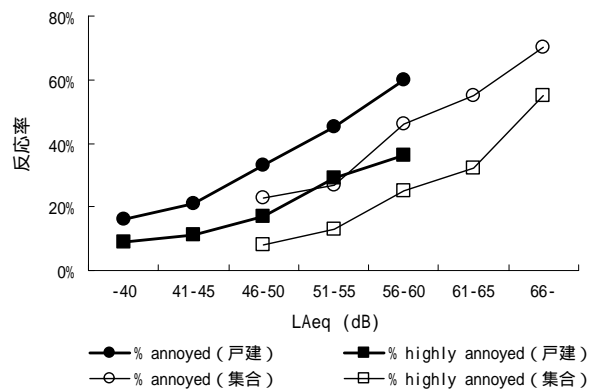 80%
60%
40%
20%
0%
反応率
-40 41-45 46-50 51-55 56-60 61-65 66-
LAeq (dB)
% annoyed（戸建） % highly annoyed（戸建）
% annoyed（集合） % highly annoyed（集合）